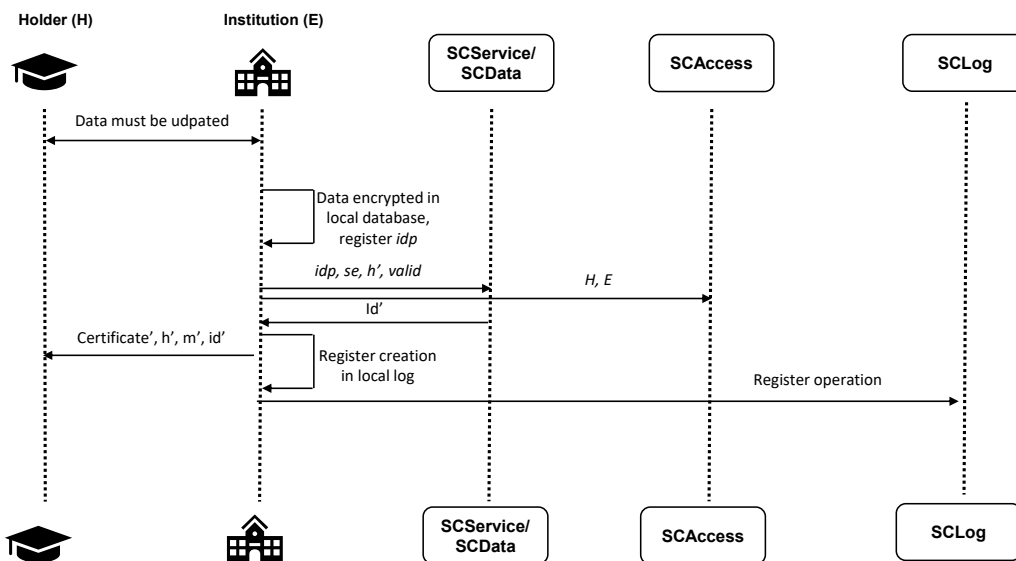 Holder (H)
Institution (E)
SCService/
SCData
SCAccess
SCLog
Data must be udpated
Data encrypted in
local database,
register idp
idp, se, h’, valid
H, E
Id’
Certificate’, h’, m’, id’
Register creation
in local log
Register operation
SCService/
SCData
SCAccess
SCLog